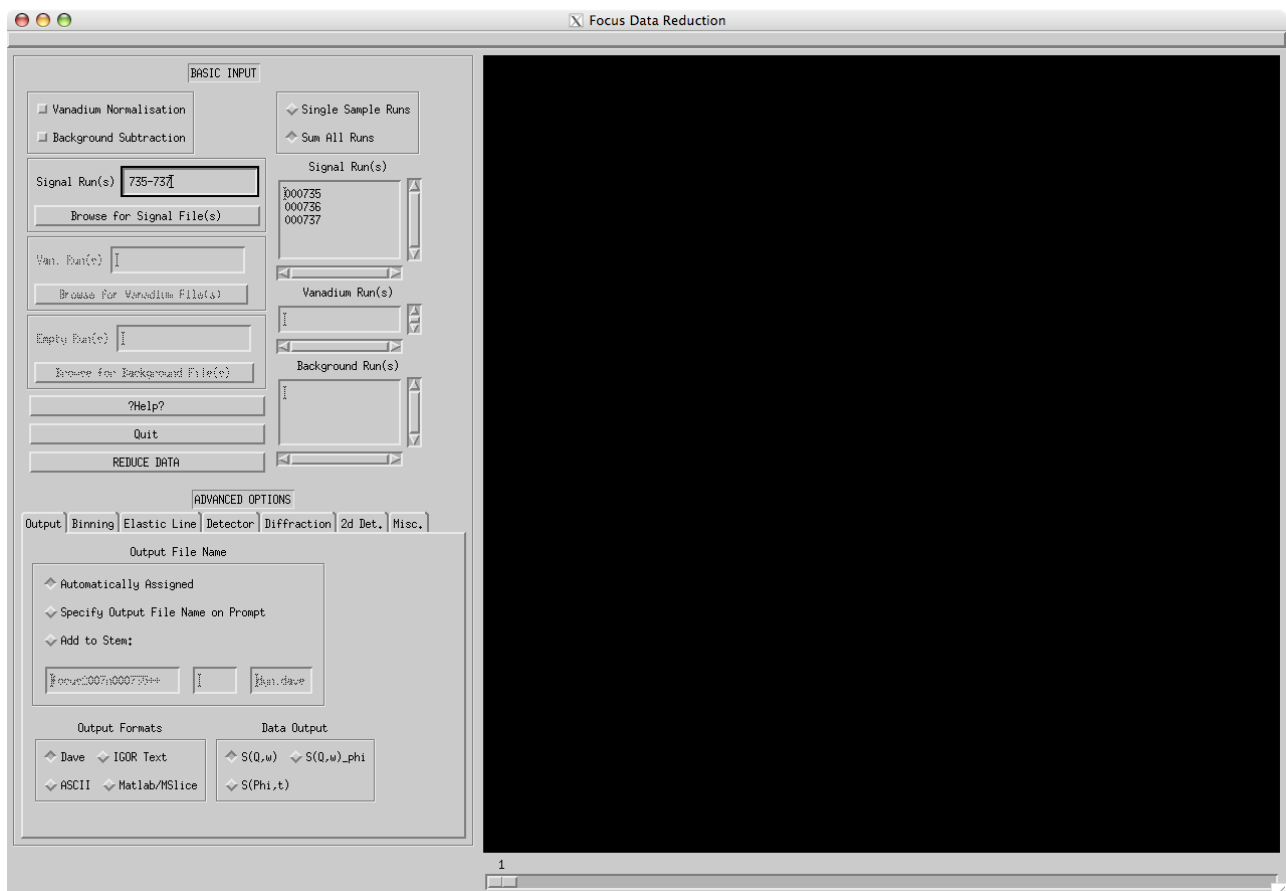 X Focus Data Reduction
BASIC INPUT
Vanadium Normalisation
Background Subtraction
Single Sample Runs
Sum All Runs
Signal Run(s) 735-737
Browse for Signal File(s)
Signal Run(s)
000735
000736
000737
Van. Run(s)
Browse for Vanadium File(s)
Vanadium Run(s)
Empty Run(s)
Browse for Background File(s)
Background Run(s)
?Help?
Quit
REDUCE DATA
ADVANCED OPTIONS
Output Binning Elastic Line Detector Diffraction 2d Det. Misc.
Output File Name
Automatically Assigned
Specify Output File Name on Prompt
Add to Stem:
focus2007n000735++ dyn.dave
Output Formats
Dave IGOR Text
ASCII Matlab/MSlice
Data Output
S(Q,w) S(Q,w)_phi
S(Phi,t)
1